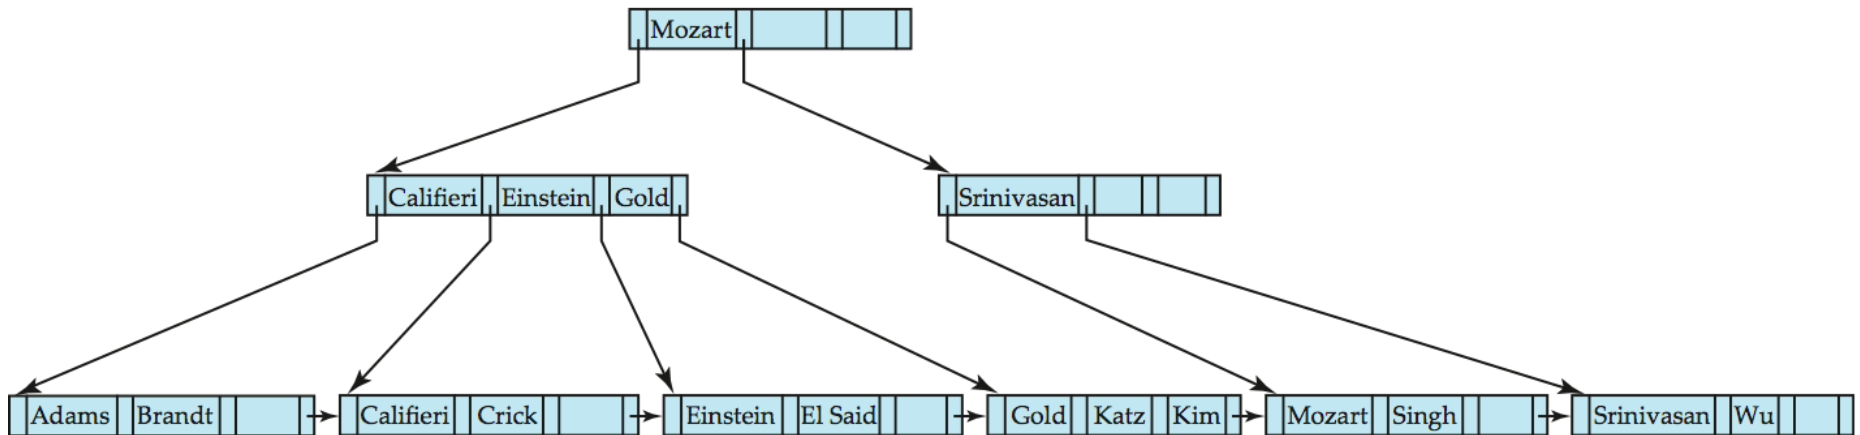 Mozart
Califieri Einstein Gold Srinivasan
Adams Brandt Califieri Crick Einstein El Said Gold Katz Kim Mozart Singh Srinivasan Wu